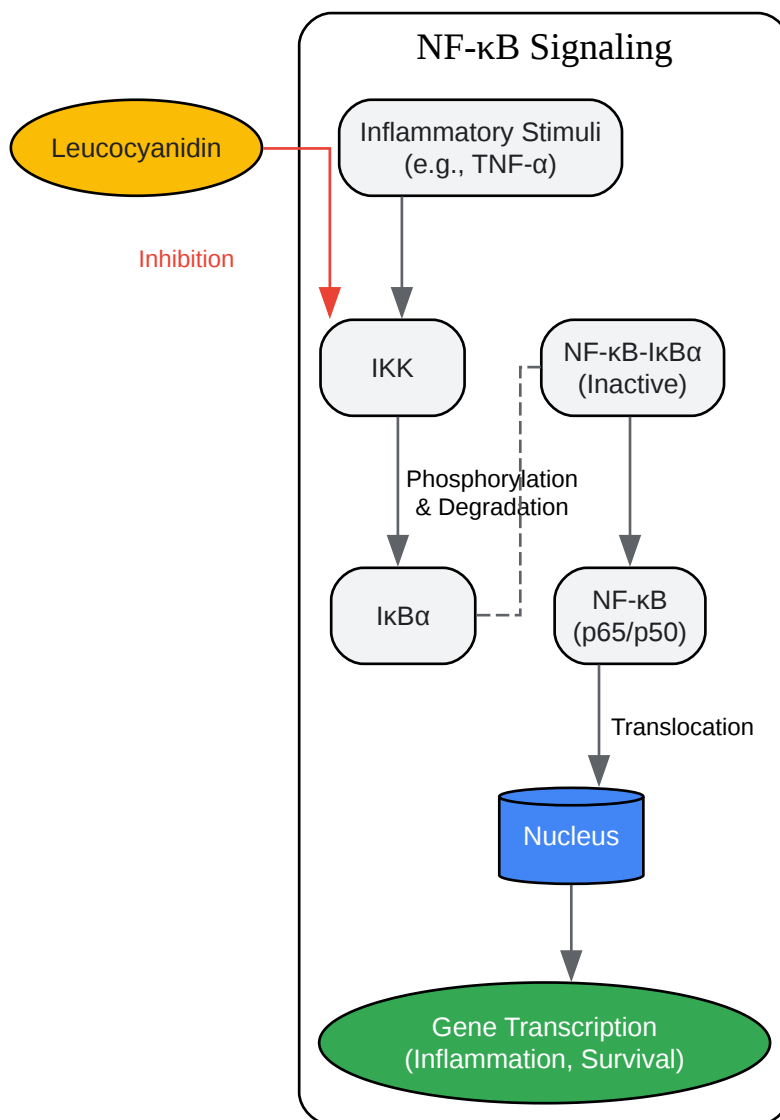 NF-κB Signaling
Leucocyanidin
Inflammatory Stimuli
(e.g., TNF-α)
Inhibition
IKK
NF-κB-IκBα
(Inactive)
Phosphorylation
& Degradation
IκBα
NF-κB
(p65/p50)
Translocation
Nucleus
Gene Transcription
(Inflammation, Survival)